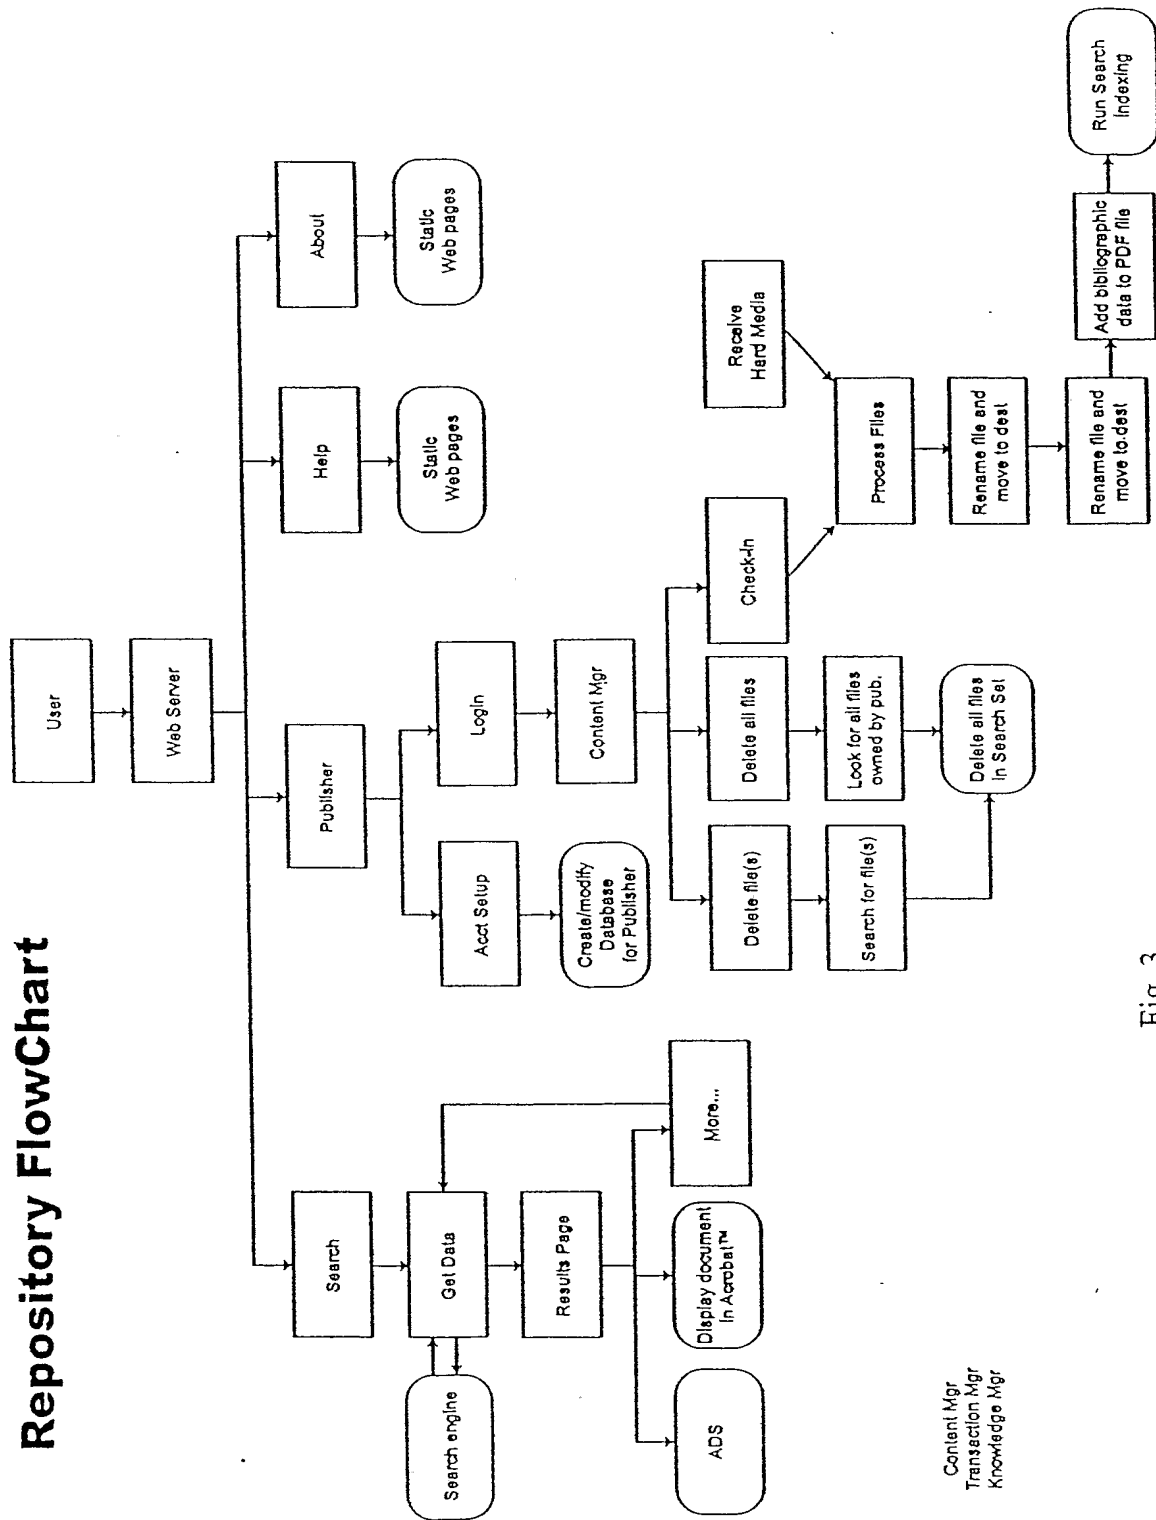 Repository FlowChart
User
Web Server
Search
Publisher
Help
About
Static
Web pages
Static
Web pages
Search engine
Get Data
Acct Setup
Login
Results Page
Create/modify
Database
for Publisher
Content Mgr
ADS
Display document
in Acrobat™
More...
Delete file(s)
Delete all files
Check-In
Receive
Hard Media
Search for file(s)
Look for all files
owned by pub.
Process Files
Delete all files
in Search Set
Rename file and
move to dest
Rename file and
move to.dest
Add bibliographic
data to PDF file
Run Search
Indexing
Content Mgr
Transaction Mgr
Knowledge Mgr
Fig. 3